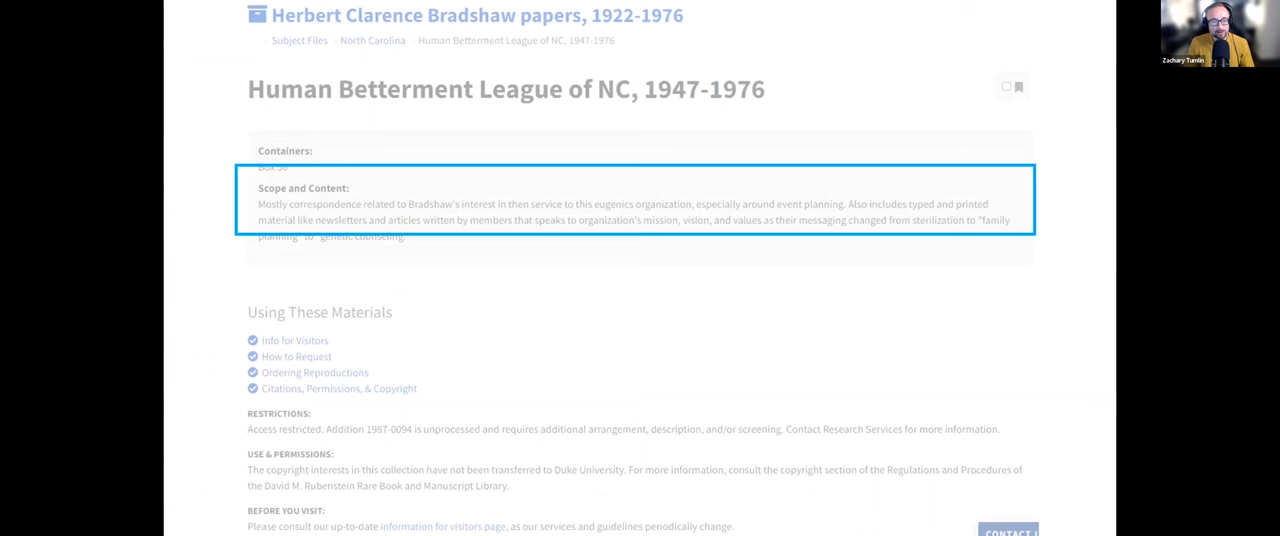 Herbert Clarence Bradshaw papers, 1922-1976
Subject Files North Carolina Human Betterment League of NC, 1947-1976
Human Betterment League of NC, 1947-1976
Containers:
Box 58
Scope and Content:
Mostly correspondence related to Bradshaw's interest in then service to this eugenics organization, especially around event planning. Also includes typed and printed
material like newsletters and articles written by members that speaks to organization's mission, vision, and values as their messaging changed from sterilization to "family
planning" to "genetic counseling."
Using These Materials
Info for Visitors
How to Request
Ordering Reproductions
Citations, Permissions, & Copyright
RESTRICTIONS:
Access restricted. Addition 1987-0094 is unprocessed and requires additional arrangement, description, and/or screening. Contact Research Services for more information.
USE & PERMISSIONS:
The copyright interests in this collection have not been transferred to Duke University. For more information, consult the copyright section of the Regulations and Procedures of
the David M. Rubenstein Rare Book and Manuscript Library.
BEFORE YOU VISIT:
Please consult our up-to-date information for visitors page, as our services and guidelines periodically change.
CONTACT
Zachary Tumlin